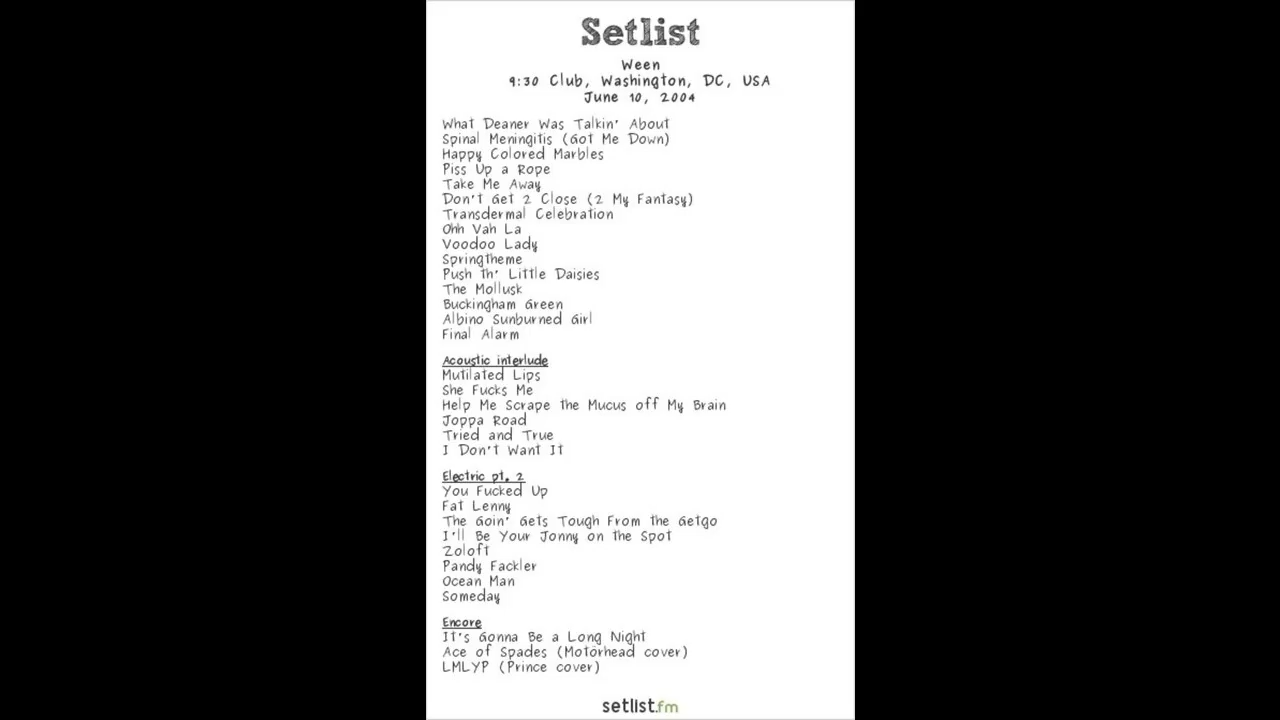 Setlist
Ween
9:30 Club, Washington, DC, USA
June 10, 2004
What Deaner Was Talkin' About
Spinal Meningitis (Got Me Down)
Happy Colored Marbles
Piss Up a Rope
Take Me Away
Don't Get 2 Close (2 My Fantasy)
Transdermal Celebration
Ohh Vah La
Voodoo Lady
Springtheme
Push th' Little Daisies
The Mollusk
Buckingham Green
Albino Sunburned Girl
Final Alarm
Acoustic interlude
Mutilated Lips
She Fucks Me
Help Me Scrape the Mucus off My Brain
Joppa Road
Tried and True
I Don't Want It
Electric pt. 2
You Fucked Up
Fat Lenny
The Goin' Gets Tough From the Getgo
I'll Be Your Jonny on the Spot
Zoloft
Pandy Fackler
Ocean Man
Someday
Encore
It's Gonna Be a Long Night
Ace of Spades (Motörhead cover)
LMLYP (Prince cover)
setlist.fm